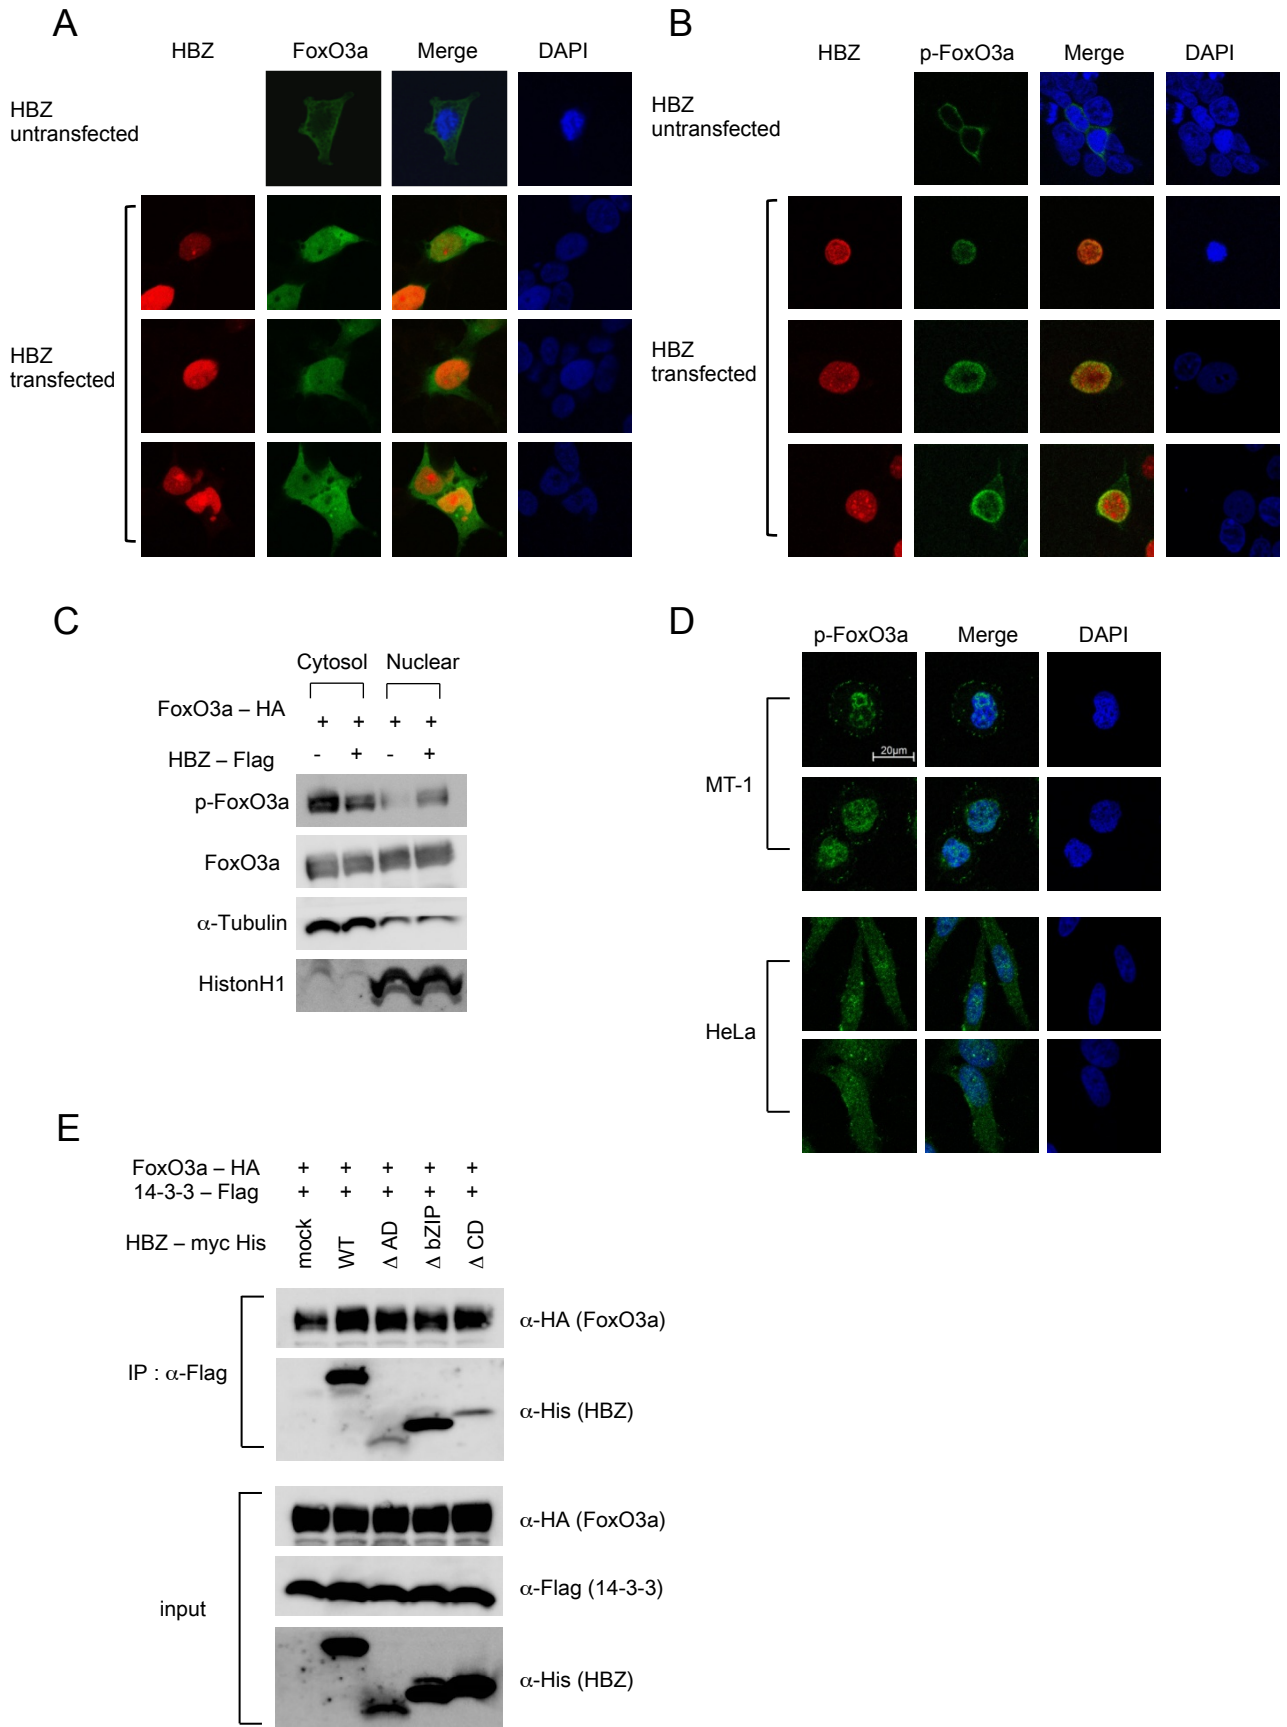 A
HBZ FoxO3a Merge DAPI
HBZ
untransfected
HBZ
transfected
B
HBZ p-FoxO3a Merge DAPI
HBZ
untransfected
HBZ
transfected
C
Cytosol Nuclear
FoxO3a – HA + + + +
HBZ – Flag - + - +
p-FoxO3a
FoxO3a
α-Tubulin
HistonH1
D
p-FoxO3a Merge DAPI
20μm
MT-1
HeLa
E
FoxO3a – HA + + + + +
14-3-3 – Flag + + + + +
HBZ – myc His mock WT Δ AD Δ bZIP Δ CD
IP : α-Flag
α-HA (FoxO3a)
α-His (HBZ)
input
α-HA (FoxO3a)
α-Flag (14-3-3)
α-His (HBZ)